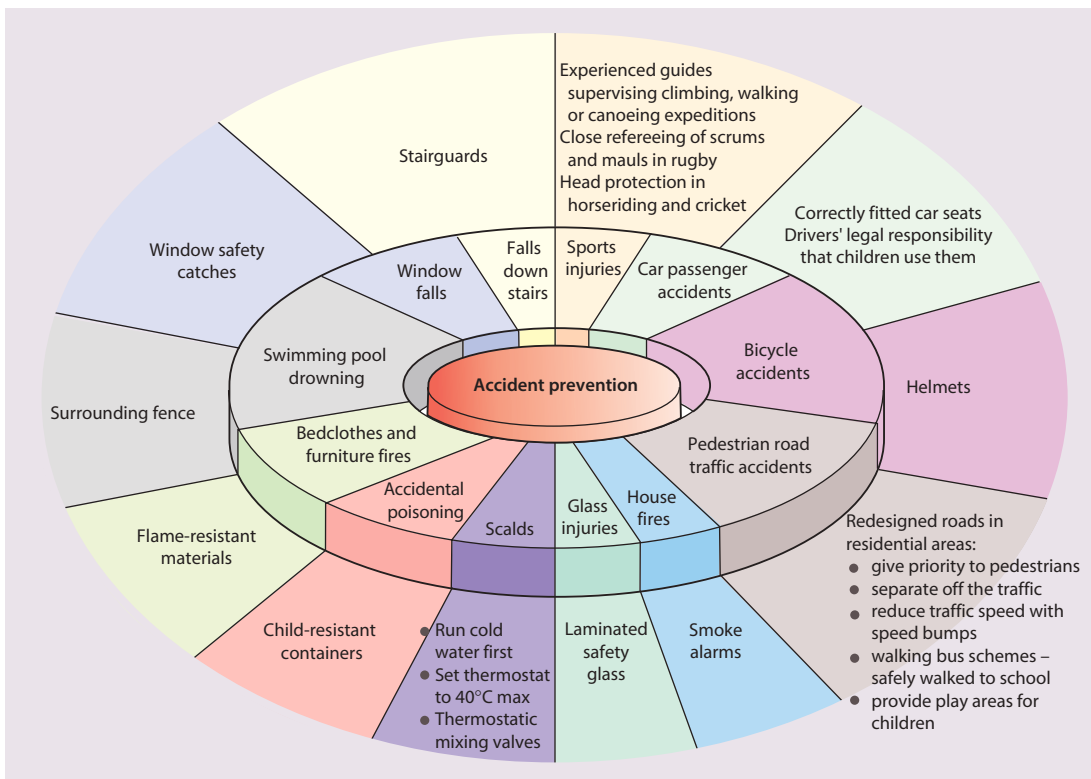 Experienced guides
supervising climbing, walking
or canoeing expeditions
Close refereeing of scrums
and mauls in rugby
Head protection in
horseriding and cricket
Stairguards
Correctly fitted car seats
Drivers' legal responsibility
that children use them
Window safety
catches
Window
falls
Falls
down
stairs
Sports
injuries
Car passenger
accidents
Swimming pool
drowning
Bicycle
accidents
Accident prevention
Helmets
Surrounding fence
Bedclothes and
furniture fires
Pedestrian road
traffic accidents
Accidental
poisoning
Scalds
Glass
injuries
House
fires
Flame-resistant
materials
Redesigned roads in
residential areas:
● give priority to pedestrians
● separate off the traffic
● reduce traffic speed with
speed bumps
● walking bus schemes –
safely walked to school
● provide play areas for
children
Child-resistant
containers
● Run cold
water first
● Set thermostat
to 40°C max
● Thermostatic
mixing valves
Laminated
safety
glass
Smoke
alarms